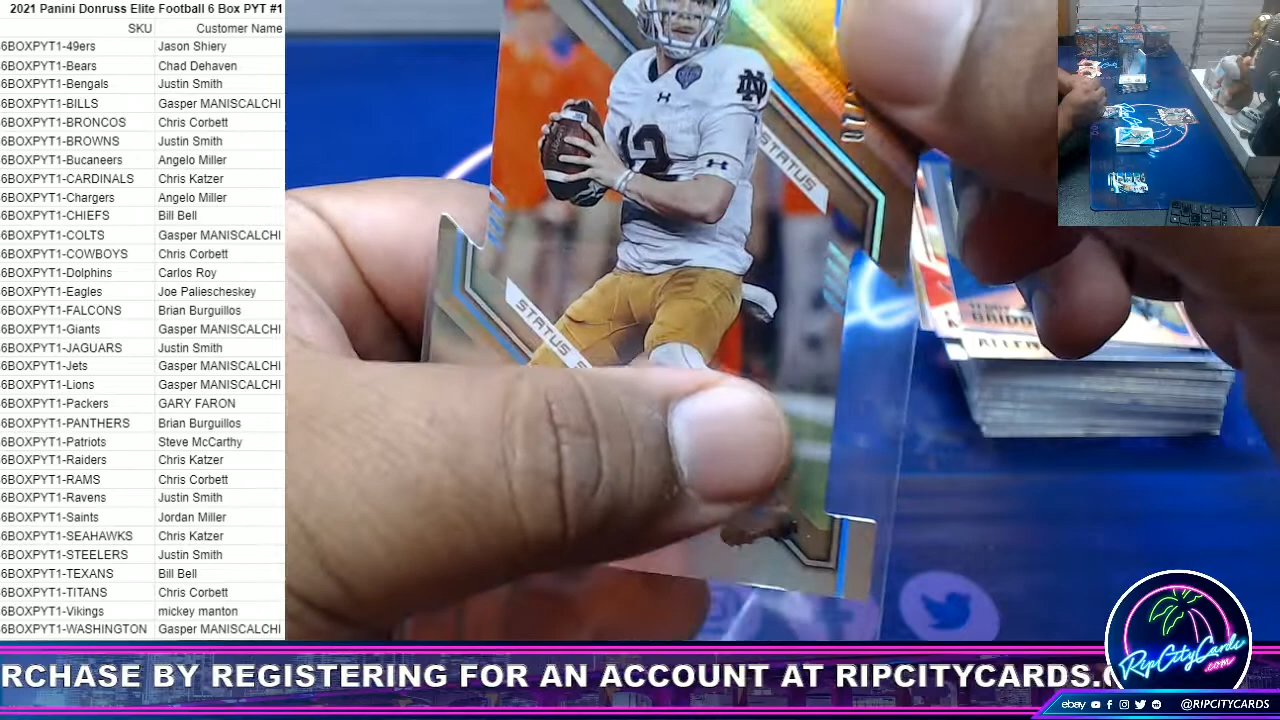 2021 Panini Donruss Elite Football 6 Box PYT #1
SKU Customer Name
6BOXPYT1-49ers Jason Shiery
6BOXPYT1-Bears Chad Dehaven
6BOXPYT1-Bengals Justin Smith
6BOXPYT1-BILLS Gasper MANISCALCHI
6BOXPYT1-BRONCOS Chris Corbett
6BOXPYT1-BROWNS Justin Smith
6BOXPYT1-Bucaneers Angelo Miller
6BOXPYT1-CARDINALS Chris Katzer
6BOXPYT1-Chargers Angelo Miller
6BOXPYT1-CHIEFS Bill Bell
6BOXPYT1-COLTS Gasper MANISCALCHI
6BOXPYT1-COWBOYS Chris Corbett
6BOXPYT1-Dolphins Carlos Roy
6BOXPYT1-Eagles Joe Paliescheskey
6BOXPYT1-FALCONS Brian Burguillos
6BOXPYT1-Giants Gasper MANISCALCHI
6BOXPYT1-JAGUARS Justin Smith
6BOXPYT1-Jets Gasper MANISCALCHI
6BOXPYT1-Lions Gasper MANISCALCHI
6BOXPYT1-Packers GARY FARON
6BOXPYT1-PANTHERS Brian Burguillos
6BOXPYT1-Patriots Steve McCarthy
6BOXPYT1-Raiders Chris Katzer
6BOXPYT1-RAMS Chris Corbett
6BOXPYT1-Ravens Justin Smith
6BOXPYT1-Saints Jordan Miller
6BOXPYT1-SEAHAWKS Chris Katzer
6BOXPYT1-STEELERS Justin Smith
6BOXPYT1-TEXANS Bill Bell
6BOXPYT1-TITANS Chris Corbett
6BOXPYT1-Vikings mickey manton
6BOXPYT1-WASHINGTON Gasper MANISCALCHI
ND
12
STATUS
STATUS
ALLEN
RCHASE BY REGISTERING FOR AN ACCOUNT AT RIPCITYCARDS.
RipCityCards
.com
ebay @RIPCITYCARDS